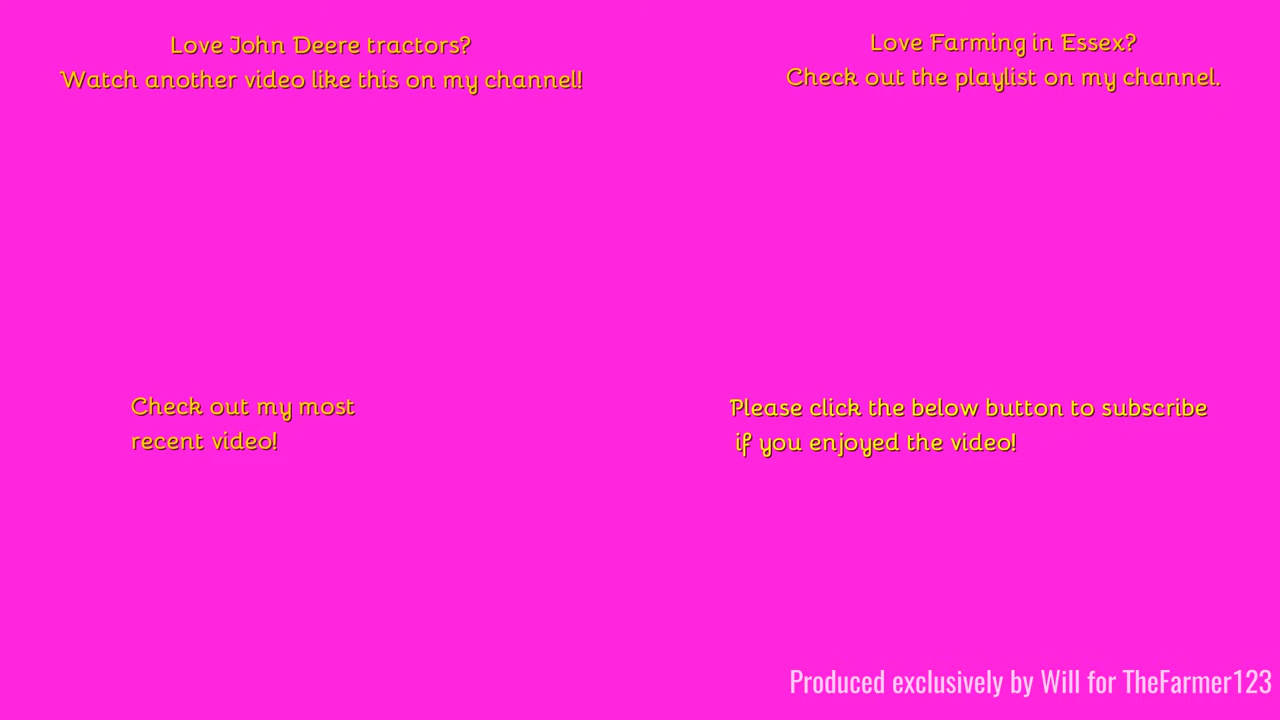 Love John Deere tractors?
Watch another video like this on my channel!
Love Farming in Essex?
Check out the playlist on my channel.
Check out my most
recent video!
Please click the below button to subscribe
if you enjoyed the video!
Produced exclusively by Will for TheFarmer123